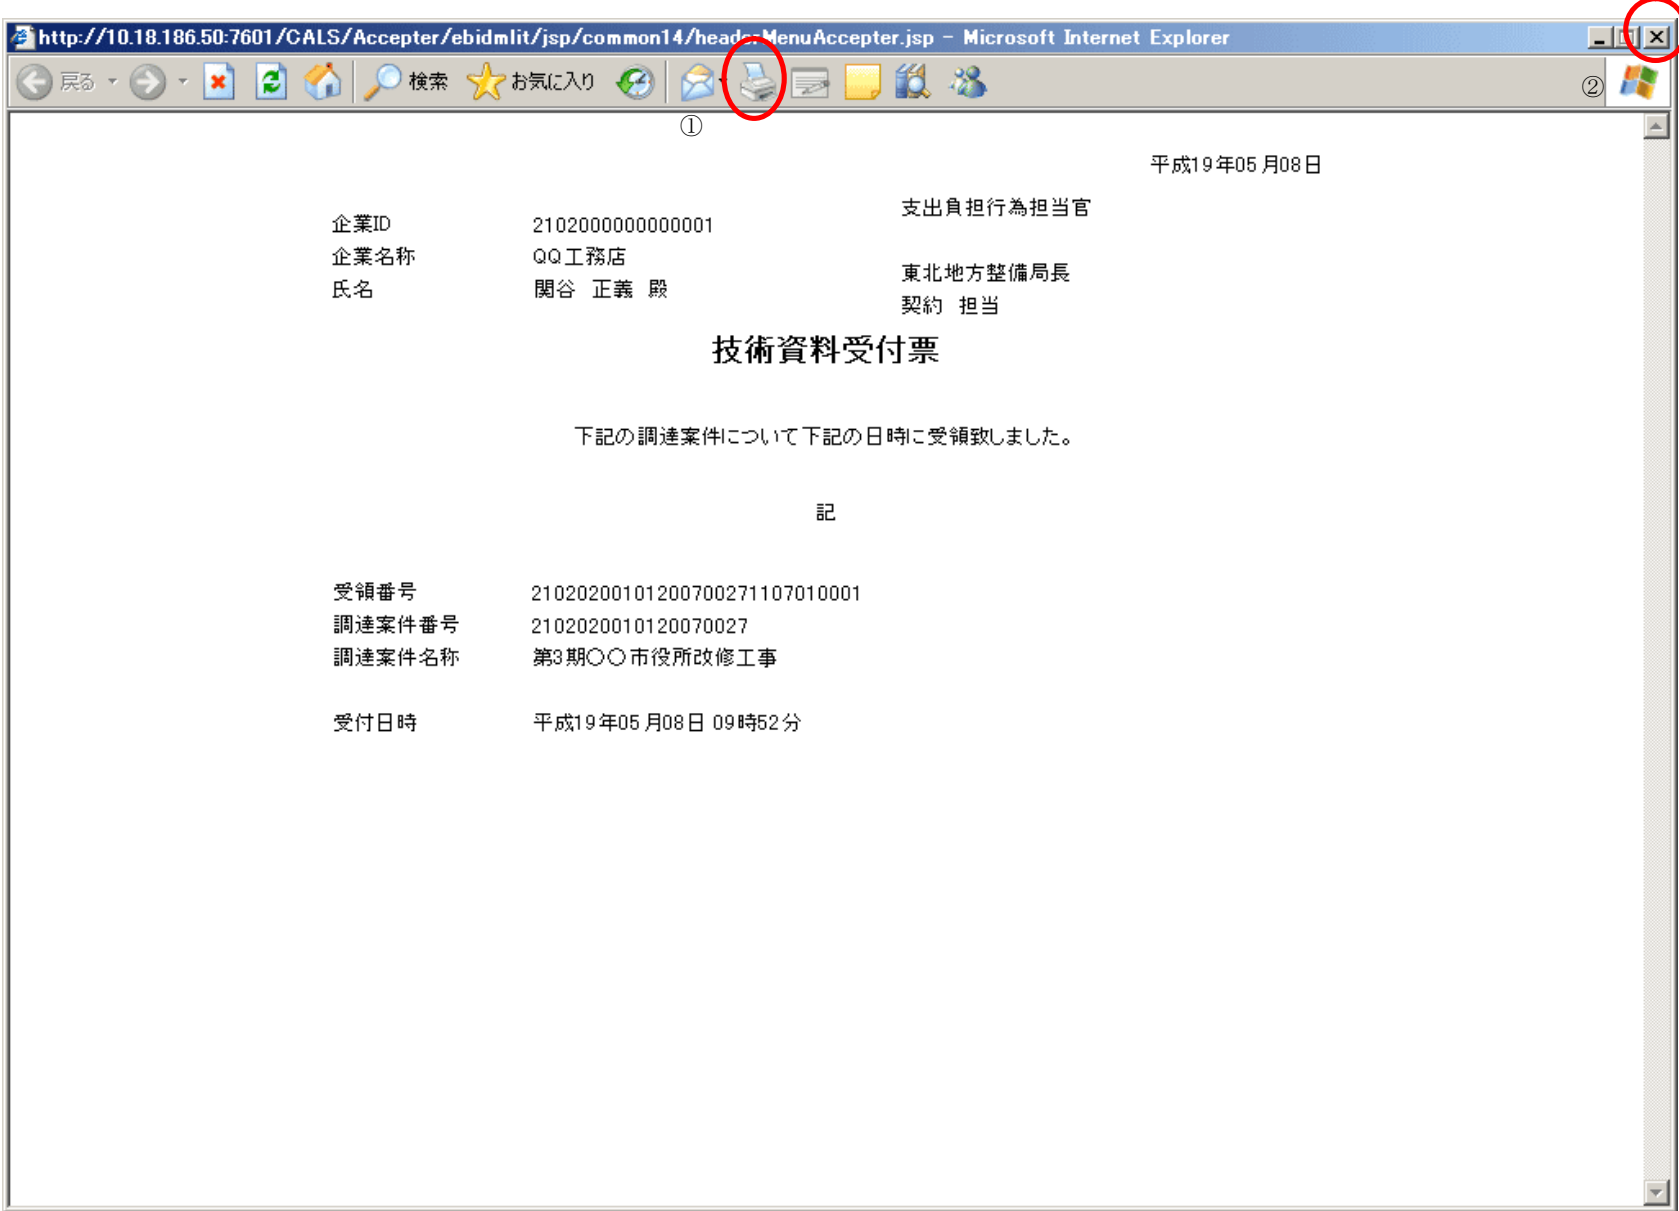 http://10.18.186.50:7601/CALS/Accepter/ebidmlit/jsp/common14/headerMenuAccepter.jsp - Microsoft Internet Explorer
戻る 検索 お気に入り ②
①
平成19年05月08日
支出負担行為担当官
企業ID 2102000000000001
企業名称 QQ工務店
東北地方整備局長
氏名 関谷 正義 殿
契約 担当
技術資料受付票
下記の調達案件について下記の日時に受領致しました。
記
受領番号 210202001012007002711070​10001
調達案件番号 2102020010120070027
調達案件名称 第3期〇〇市役所改修工事
受付日時 平成19年05月08日 09時52分